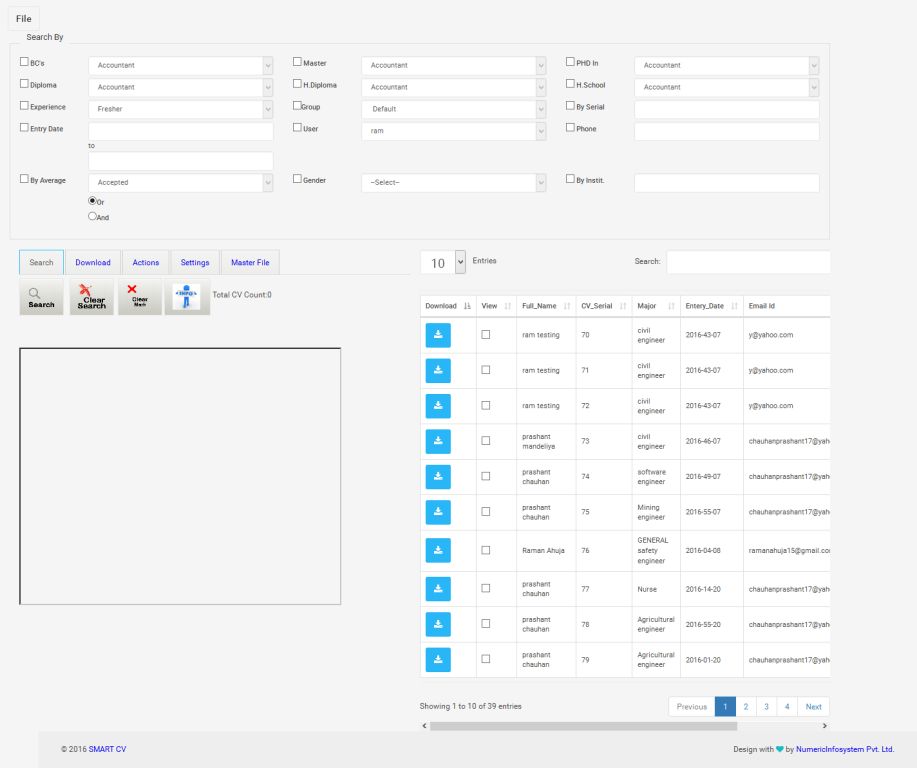 File
Search By
BC's Accountant Master Accountant PHD In Accountant
Diploma Accountant H.Diploma Accountant H.School Accountant
Experience Fresher Group Default By Serial
Entry Date User ram Phone
to
By Average Accepted Gender --Select-- By Instit.
Or
And
Search Download Actions Settings Master File
10 Entries Search:
Search Clear Search Clear Mark INFO Total CV Count:0
Download View Full_Name CV_Serial Major Entery_Date Email Id
ram testing 70 civil engineer 2016-43-07 y@yahoo.com
ram testing 71 civil engineer 2016-43-07 y@yahoo.com
ram testing 72 civil engineer 2016-43-07 y@yahoo.com
prashant mandeliya 73 civil engineer 2016-46-07 chauhanprashant17@yah
prashant chauhan 74 software engineer 2016-49-07 chauhanprashant17@yah
prashant chauhan 75 Mining engineer 2016-55-07 chauhanprashant17@yah
Raman Ahuja 76 GENERAL safety engineer 2016-04-08 ramanahuja15@gmail.co
prashant chauhan 77 Nurse 2016-14-20 chauhanprashant17@yah
prashant chauhan 78 Agricultural engineer 2016-55-20 chauhanprashant17@yah
prashant chauhan 79 Agricultural engineer 2016-01-20 chauhanprashant17@yah
Showing 1 to 10 of 39 entries Previous 1 2 3 4 Next
© 2016 SMART CV Design with by NumericInfosystem Pvt. Ltd.